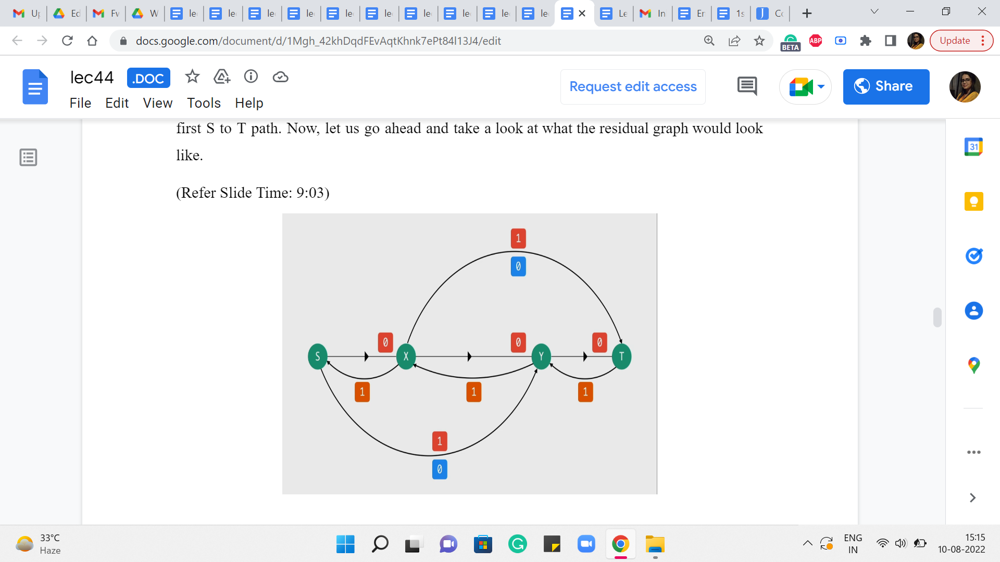 Up
Ed
Fw
W
le
le
le
le
le
le
le
le
le
le
Le
In
Er
1s
Co
docs.google.com/document/d/1Mgh_42khDqdFEvAqtKhnk7ePt84l13J4/edit
BETA
ABP
Update
lec44
.DOC
Request edit access
Share
File Edit View Tools Help
31
first S to T path. Now, let us go ahead and take a look at what the residual graph would look
like.
(Refer Slide Time: 9:03)
1
0
0
0
0
S
X
Y
T
1
1
1
1
0
33°C
Haze
ENG
IN
15:15
10-08-2022